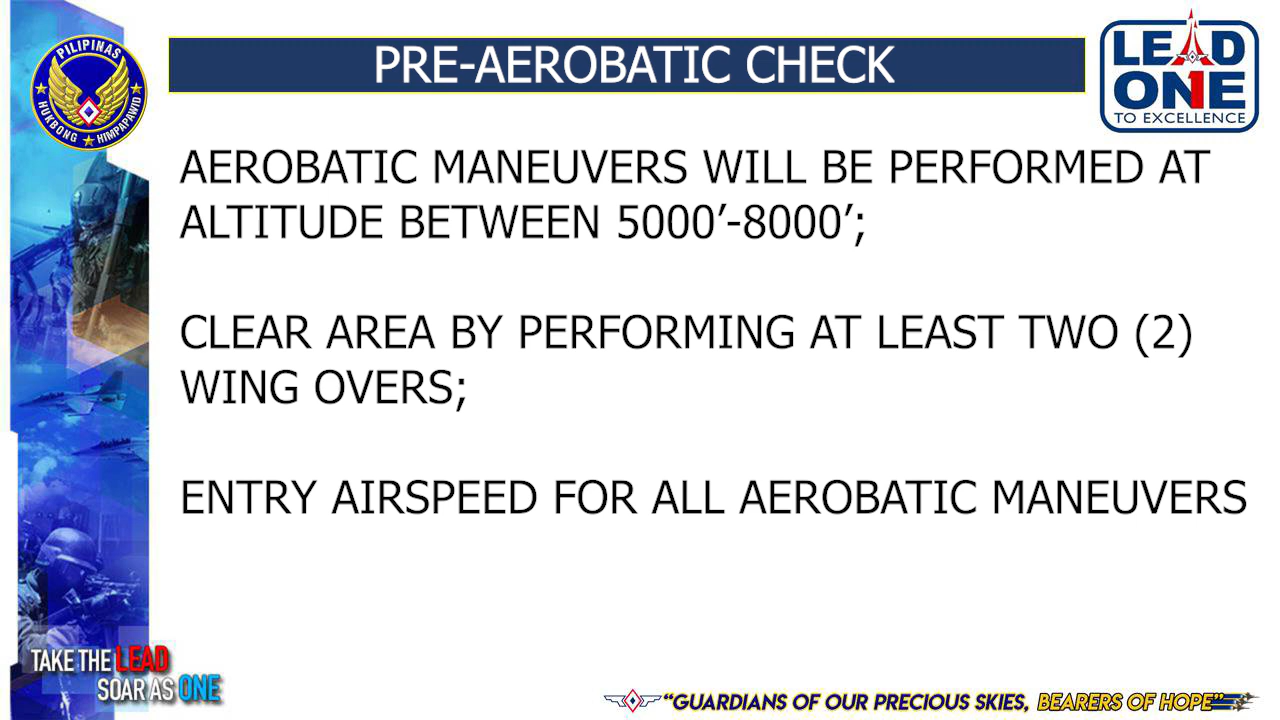 PILIPINAS
HUKBONG HIMPAPAWID
PRE-AEROBATIC CHECK
LEAD
ONE
TO EXCELLENCE
AEROBATIC MANEUVERS WILL BE PERFORMED AT
ALTITUDE BETWEEN 5000’-8000’;
CLEAR AREA BY PERFORMING AT LEAST TWO (2)
WING OVERS;
ENTRY AIRSPEED FOR ALL AEROBATIC MANEUVERS
TAKE THE LEAD
SOAR AS ONE
“GUARDIANS OF OUR PRECIOUS SKIES, BEARERS OF HOPE”